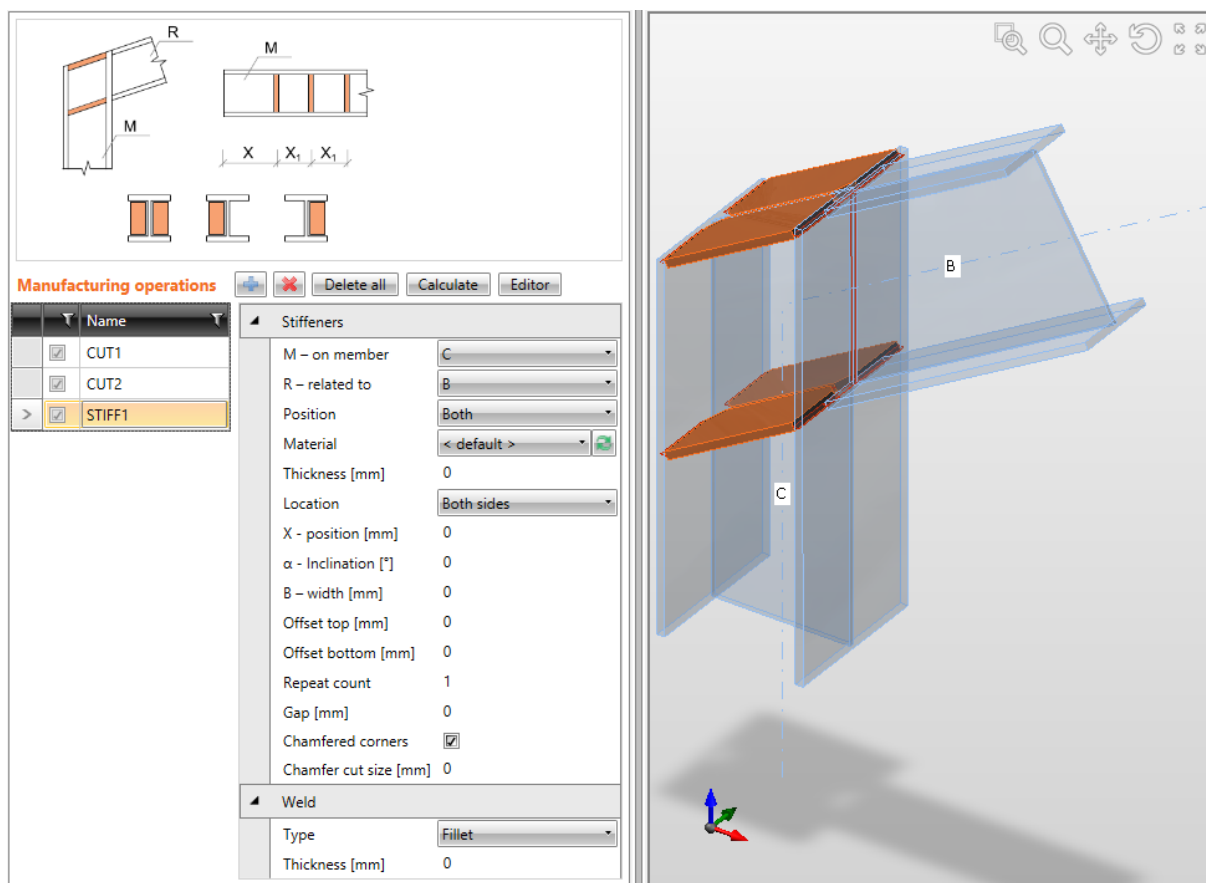 R
M
M
X X₁ X₁
Manufacturing operations Delete all Calculate Editor
Name
CUT1
CUT2
> STIFF1
Stiffeners
M – on member C
R – related to B
Position Both
Material < default >
Thickness [mm] 0
Location Both sides
X - position [mm] 0
α - Inclination [°] 0
B – width [mm] 0
Offset top [mm] 0
Offset bottom [mm] 0
Repeat count 1
Gap [mm] 0
Chamfered corners
Chamfer cut size [mm] 0
Weld
Type Fillet
Thickness [mm] 0
B
C